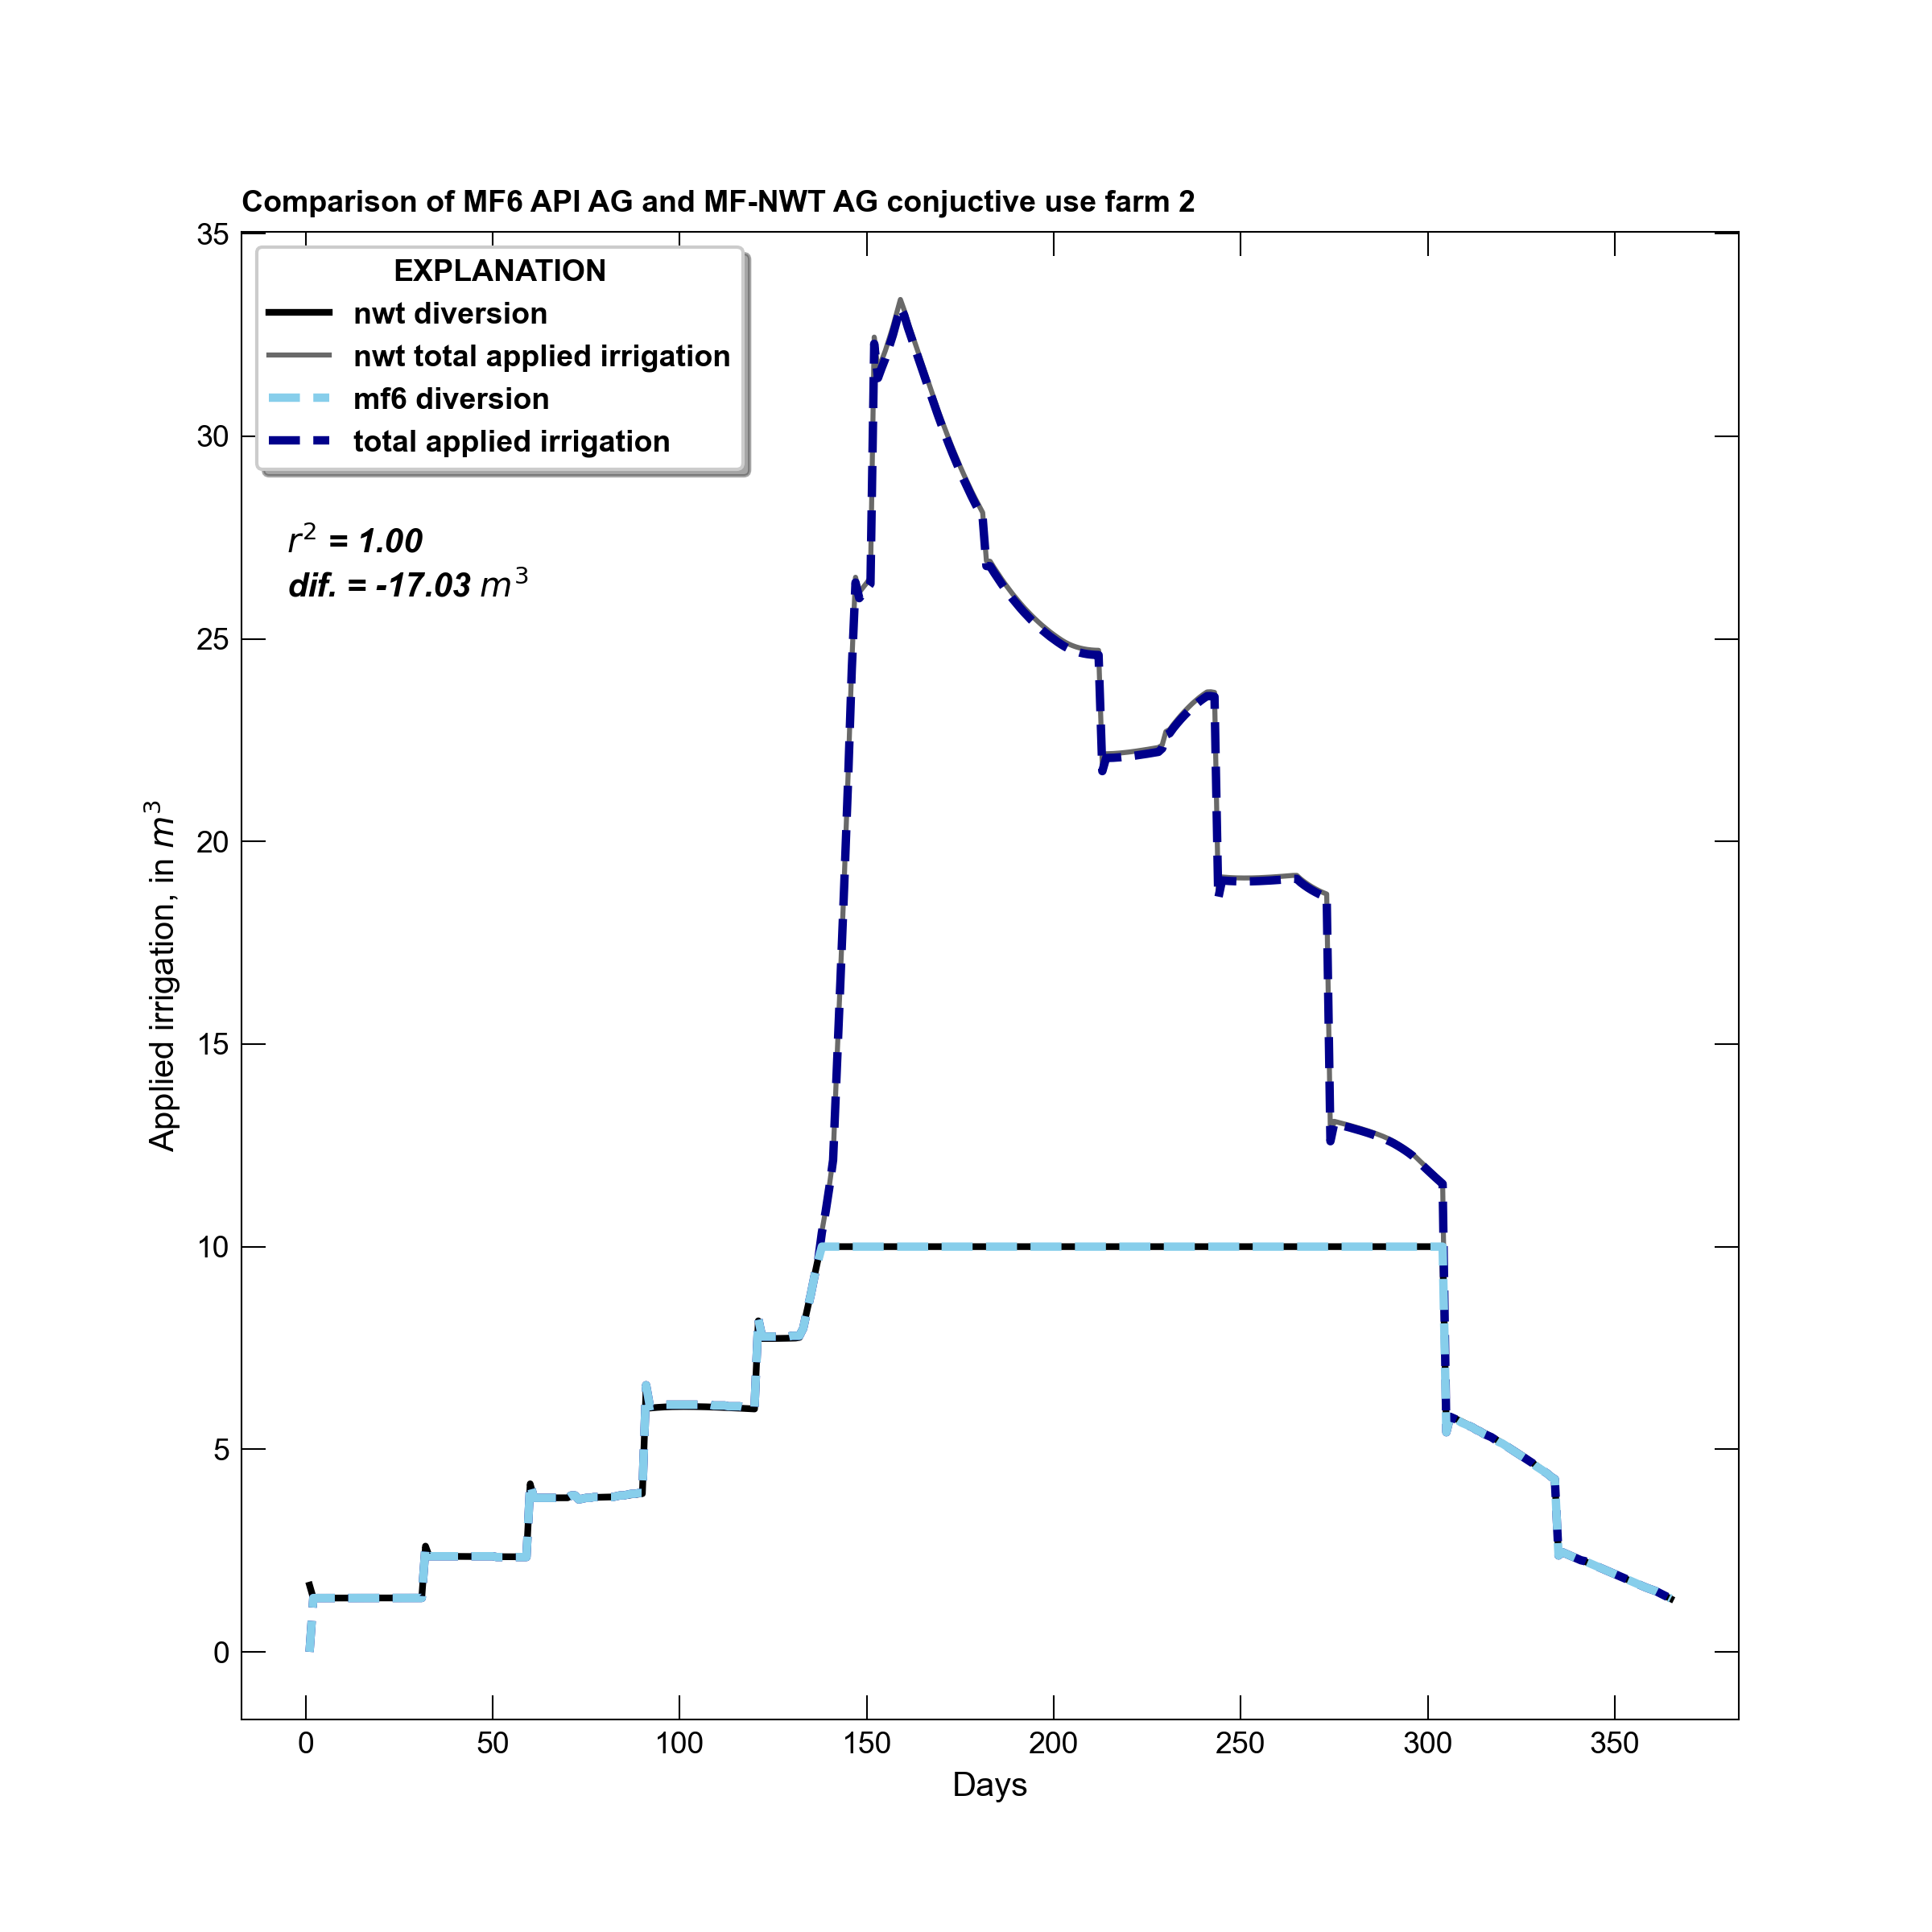 Comparison of MF6 API AG and MF-NWT AG conjuctive use farm 2
EXPLANATION
nwt diversion
nwt total applied irrigation
mf6 diversion
total applied irrigation
r² = 1.00
dif. = -17.03 m³
Applied irrigation, in m³
35
30
25
20
15
10
5
0
0 50 100 150 200 250 300 350
Days